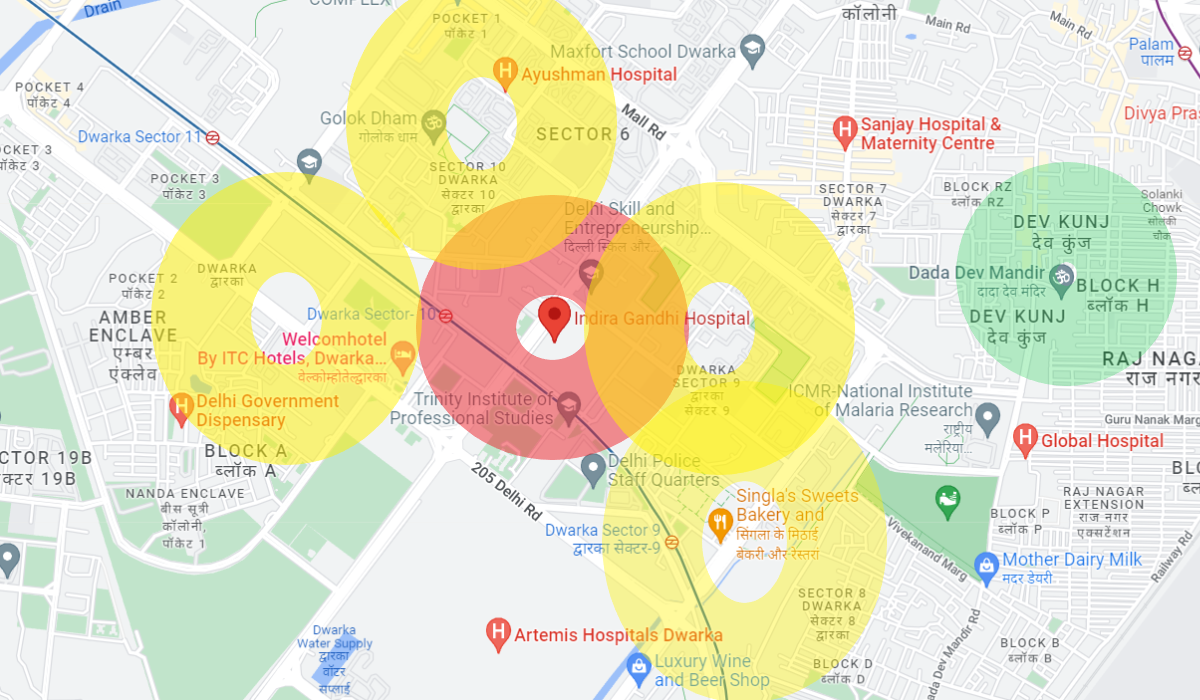 Drain
COMPLEX
POCKET 1
पॉकेट 1
कॉलोनी
Main Rd
Main Rd
Palam
पालम
Maxfort School Dwarka
Ayushman Hospital
POCKET 4
पॉकेट 4
Golok Dham
गोलोक धाम
Mall Rd
SECTOR 6
Sanjay Hospital &
Maternity Centre
Divya Pra
Dwarka Sector 11
POCKET 3
पॉकेट 3
POCKET 3
पॉकेट 3
SECTOR 10
DWARKA
सेक्टर 10
द्वारका
SECTOR 7
DWARKA
सेक्टर 7
द्वारका
BLOCK RZ
ब्लॉक RZ
Solanki
Chowk
सोलंकी
चौक
Delhi Skill and
Entrepreneurship...
दिल्ली स्किल और...
DEV KUNJ
देव कुंज
DWARKA
द्वारका
POCKET 2
पॉकेट 2
Dada Dev Mandir
दादा देव मंदिर
BLOCK H
ब्लॉक H
AMBER
ENCLAVE
एम्बर
एंक्लेव
Dwarka Sector- 10
Indira Gandhi Hospital
DEV KUNJ
देव कुंज
Welcomhotel
By ITC Hotels, Dwarka...
वेल्कोम्होतेल्द्वारका
RAJ NAGA
राज नगर
DWARKA
SECTOR 9
द्वारका
सेक्टर 9
Delhi Government
Dispensary
Trinity Institute of
Professional Studies
ICMR-National Institute
of Malaria Research
राष्ट्रीय
मलेरिया...
Guru Nanak Marg
Global Hospital
BLOCK A
ब्लॉक A
CTOR 19B
क्टर 19B
205 Delhi Rd
Delhi Police
Staff Quarters
NANDA ENCLAVE
बीस सूत्री
कॉलोनी,
पॉकेट 1
Singla's Sweets
Bakery and
सिंगला के मिठाई
बेकरी और रेस्तरां
RAJ NAGAR
EXTENSION
राज नगर
एक्सटेंशन
BLOCK P
ब्लॉक P
Dwarka Sector 9
द्वारका सेक्टर-9
Vivekanand Marg
Railway Rd
Mother Dairy Milk
मदर डेयरी
SECTOR 8
DWARKA
सेक्टर 8
द्वारका
Artemis Hospitals Dwarka
Dwarka
Water Supply
द्वारका
वॉटर
सप्लाई
Luxury Wine
and Beer Shop
BLOCK D
ब्लॉक D
ada Dev Mandir Rd
BLOCK B
ब्लॉक B